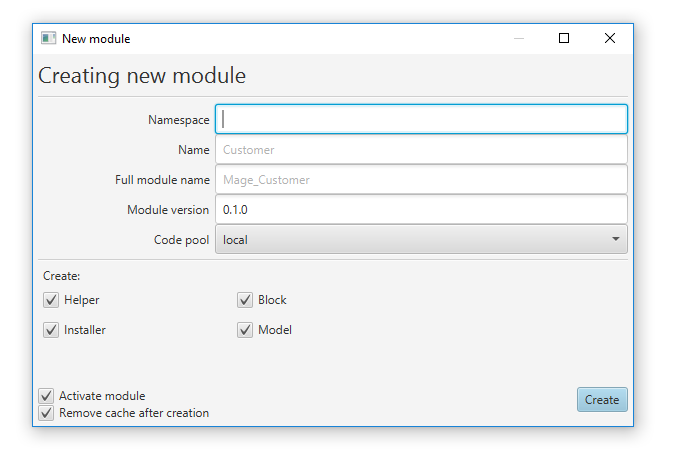 New module
Creating new module
Namespace
Name Customer
Full module name Mage_Customer
Module version 0.1.0
Code pool local
Create:
Helper Block
Installer Model
Activate module
Remove cache after creation
Create